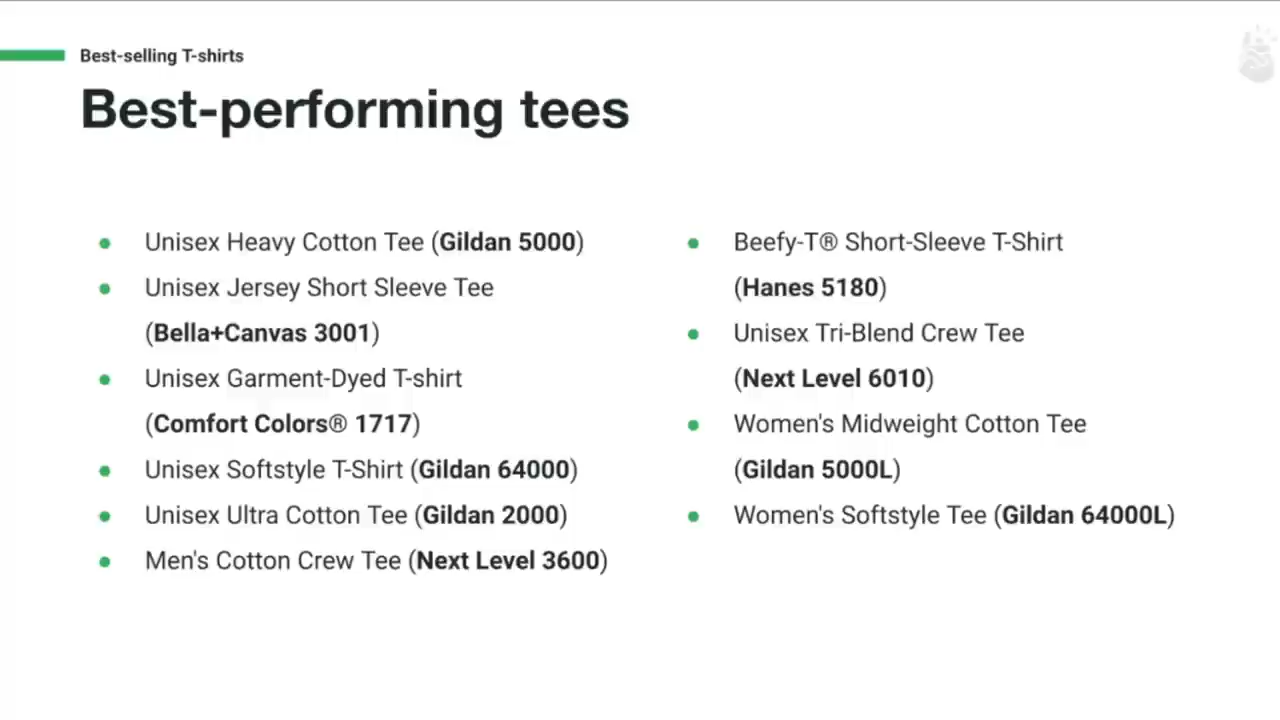 Best-selling T-shirts
Best-performing tees
Unisex Heavy Cotton Tee (Gildan 5000)
Unisex Jersey Short Sleeve Tee
(Bella+Canvas 3001)
Unisex Garment-Dyed T-shirt
(Comfort Colors® 1717)
Unisex Softstyle T-Shirt (Gildan 64000)
Unisex Ultra Cotton Tee (Gildan 2000)
Men's Cotton Crew Tee (Next Level 3600)
Beefy-T® Short-Sleeve T-Shirt
(Hanes 5180)
Unisex Tri-Blend Crew Tee
(Next Level 6010)
Women's Midweight Cotton Tee
(Gildan 5000L)
Women's Softstyle Tee (Gildan 64000L)